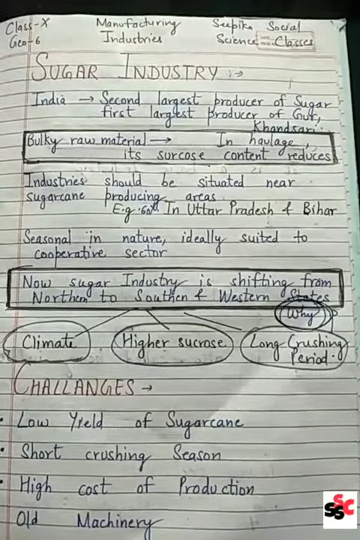 Class-X Manufacturing Deepika Social
Geo-6 Industries Science Classes
SUGAR INDUSTRY :→
India → Second largest producer of Sugar
first largest producer of Gur,
Khandsari
Bulky raw material → In haulage,
its surcose content reduces
Industries should be situated near
sugarcane producing areas
E.g. 60% In Uttar Pradesh & Bihar
Seasonal in nature, ideally suited to
cooperative sector
Now sugar Industry is shifting from
Northern to Southern & Western States
Why
Climate Higher sucrose Long Crushing
Period.
CHALLANGES →
• Low Yield of Sugarcane
• Short crushing Season
• High cost of Production
Old Machinery
SSC